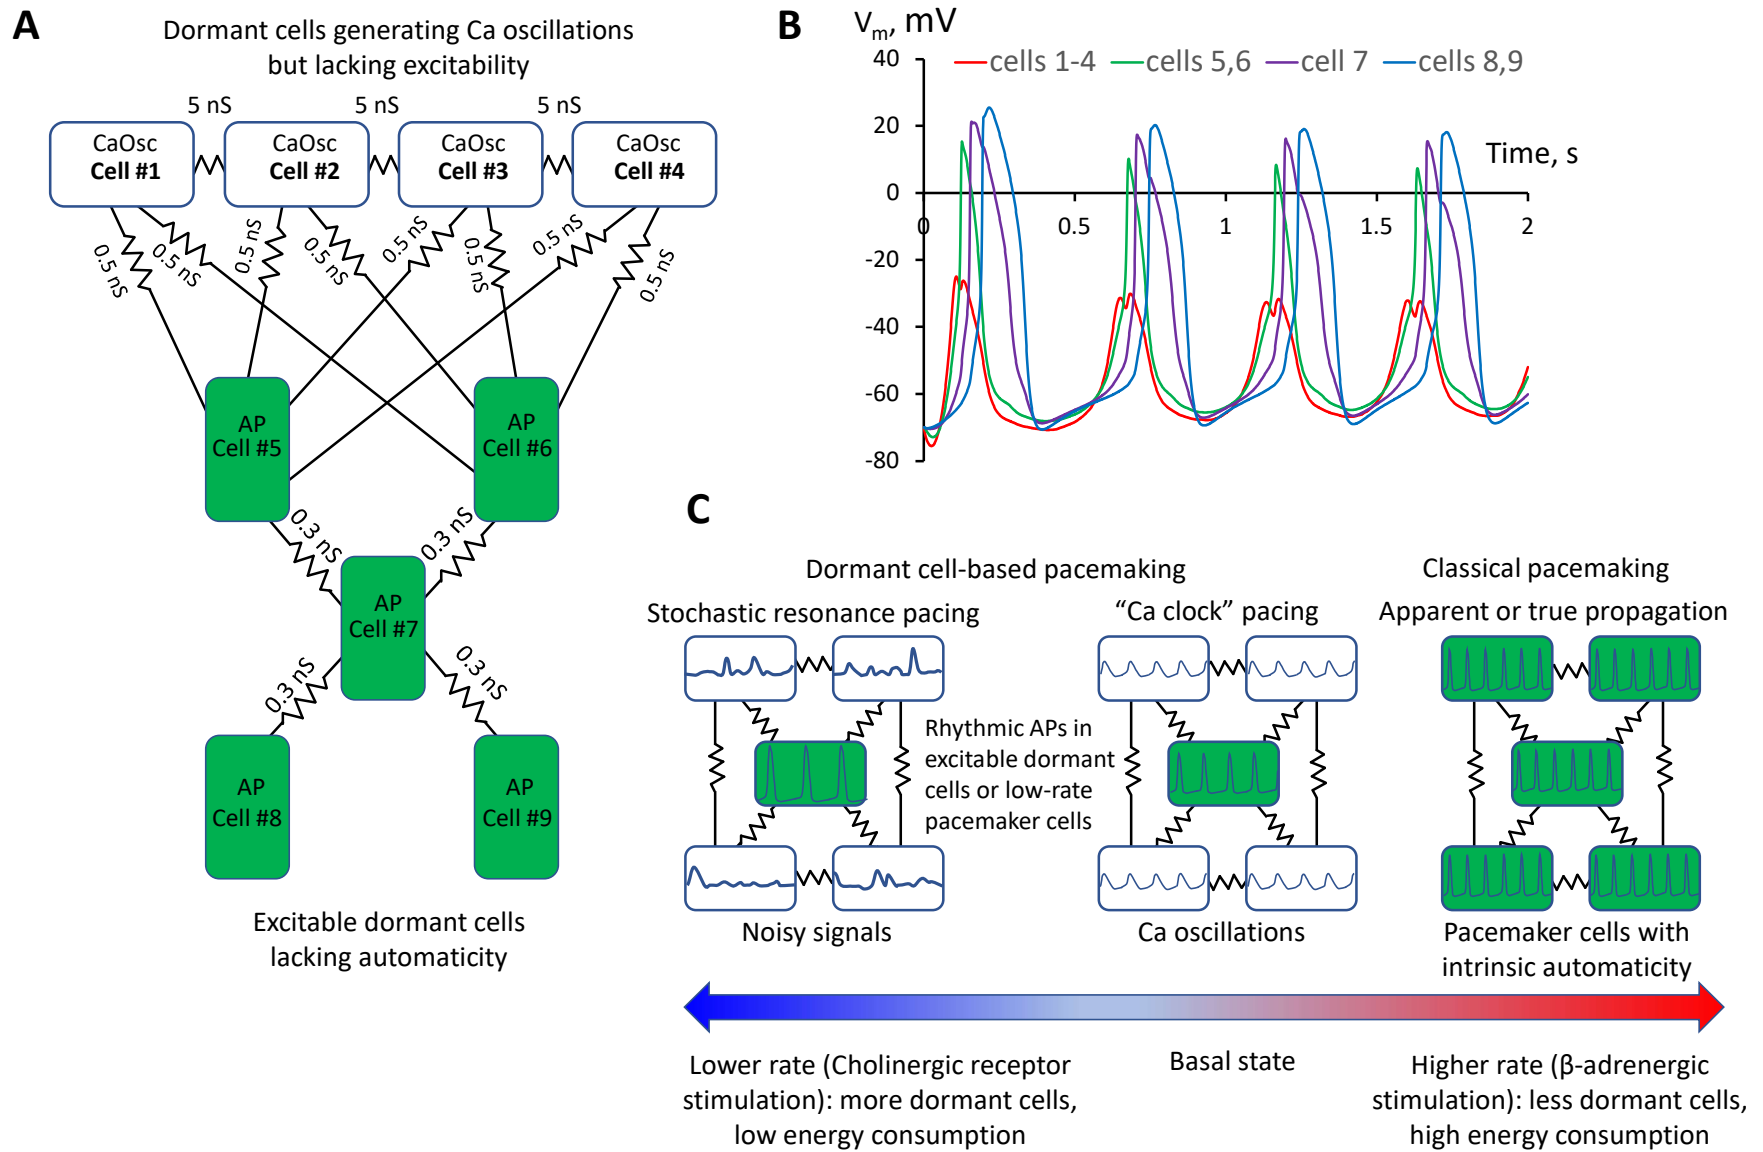 A
Dormant cells generating Ca oscillations
but lacking excitability
5 nS
5 nS
5 nS
CaOsc
Cell #1
CaOsc
Cell #2
CaOsc
Cell #3
CaOsc
Cell #4
0.5 nS
0.5 nS
0.5 nS
0.5 nS
0.5 nS
0.5 nS
0.5 nS
0.5 nS
AP
Cell #5
AP
Cell #6
0.3 nS
0.3 nS
AP
Cell #7
0.3 nS
0.3 nS
AP
Cell #8
AP
Cell #9
Excitable dormant cells
lacking automaticity
B
Vm, mV
cells 1-4
cells 5,6
cell 7
cells 8,9
40
20
0
-20
-40
-60
-80
Time, s
0
0.5
1
1.5
2
C
Dormant cell-based pacemaking
Classical pacemaking
Stochastic resonance pacing
“Ca clock” pacing
Apparent or true propagation
Rhythmic APs in
excitable dormant
cells or low-rate
pacemaker cells
Noisy signals
Ca oscillations
Pacemaker cells with
intrinsic automaticity
Lower rate (Cholinergic receptor
stimulation): more dormant cells,
low energy consumption
Basal state
Higher rate (β-adrenergic
stimulation): less dormant cells,
high energy consumption